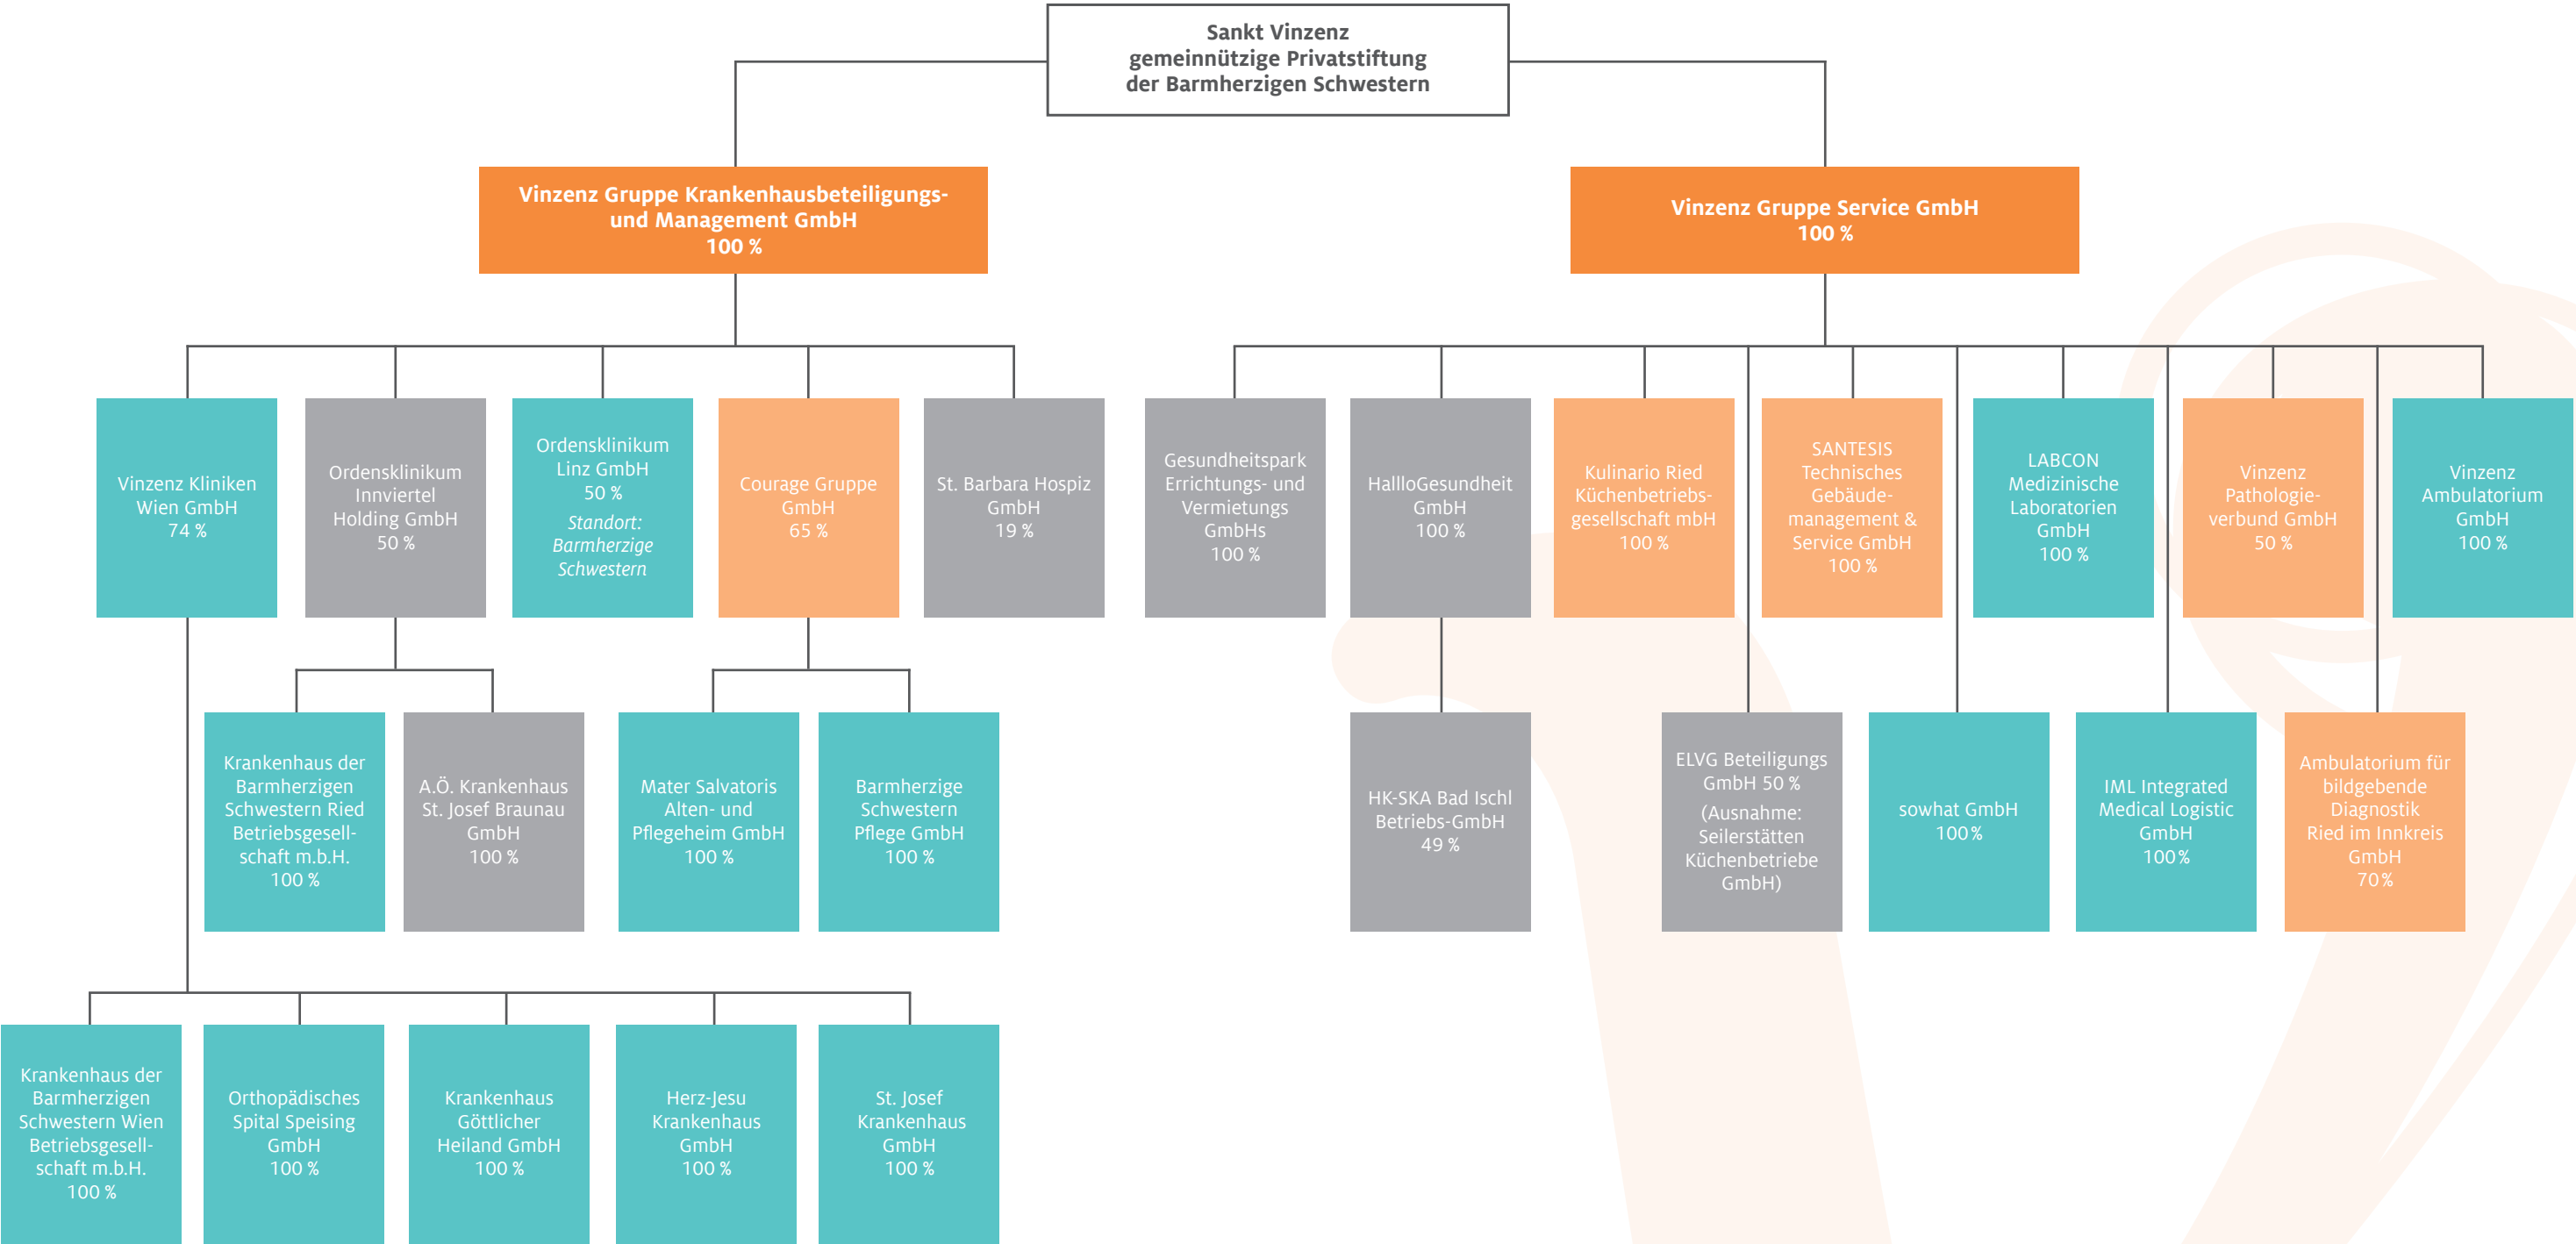 Sankt Vinzenz
gemeinnützige Privatstiftung
der Barmherzigen Schwestern
Vinzenz Gruppe Krankenhausbeteiligungs-
und Management GmbH
100 %
Vinzenz Gruppe Service GmbH
100 %
Vinzenz Kliniken
Wien GmbH
74 %
Ordensklinikum
Innviertel
Holding GmbH
50 %
Ordensklinikum
Linz GmbH
50 %
Standort:
Barmherzige
Schwestern
Courage Gruppe
GmbH
65 %
St. Barbara Hospiz
GmbH
19 %
Gesundheitspark
Errichtungs- und
Vermietungs
GmbHs
100 %
HallloGesundheit
GmbH
100 %
Kulinario Ried
Küchenbetriebs-
gesellschaft mbH
100 %
SANTESIS
Technisches
Gebäude-
management &
Service GmbH
100 %
LABCON
Medizinische
Laboratorien
GmbH
100 %
Vinzenz
Pathologie-
verbund GmbH
50 %
Vinzenz
Ambulatorium
GmbH
100 %
Krankenhaus der
Barmherzigen
Schwestern Ried
Betriebsgesell-
schaft m.b.H.
100 %
A.Ö. Krankenhaus
St. Josef Braunau
GmbH
100 %
Mater Salvatoris
Alten- und
Pflegeheim GmbH
100 %
Barmherzige
Schwestern
Pflege GmbH
100 %
HK-SKA Bad Ischl
Betriebs-GmbH
49 %
ELVG Beteiligungs
GmbH 50 %
(Ausnahme:
Seilerstätten
Küchenbetriebe
GmbH)
sowhat GmbH
100 %
IML Integrated
Medical Logistic
GmbH
100 %
Ambulatorium für
bildgebende
Diagnostik
Ried im Innkreis
GmbH
70 %
Krankenhaus der
Barmherzigen
Schwestern Wien
Betriebsgesell-
schaft m.b.H.
100 %
Orthopädisches
Spital Speising
GmbH
100 %
Krankenhaus
Göttlicher
Heiland GmbH
100 %
Herz-Jesu
Krankenhaus
GmbH
100 %
St. Josef
Krankenhaus
GmbH
100 %